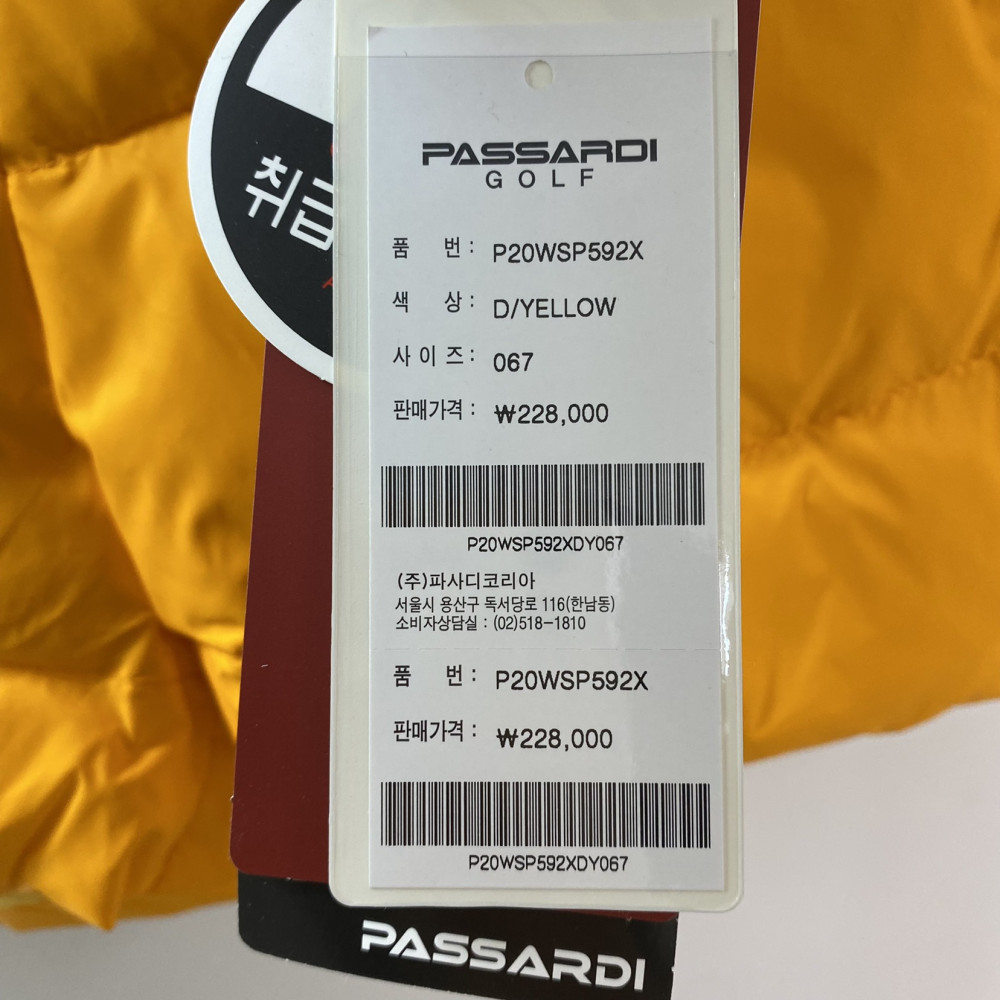 취급
PASSARDI
GOLF
품 번 : P20WSP592X
색 상 : D/YELLOW
사 이 즈 : 067
판매가격 : ₩228,000
P20WSP592XDY067
(주)파사디코리아
서울시 용산구 독서당로 116(한남동)
소비자상담실 : (02)518-1810
품 번 : P20WSP592X
판매가격 : ₩228,000
P20WSP592XDY067
PASSARDI